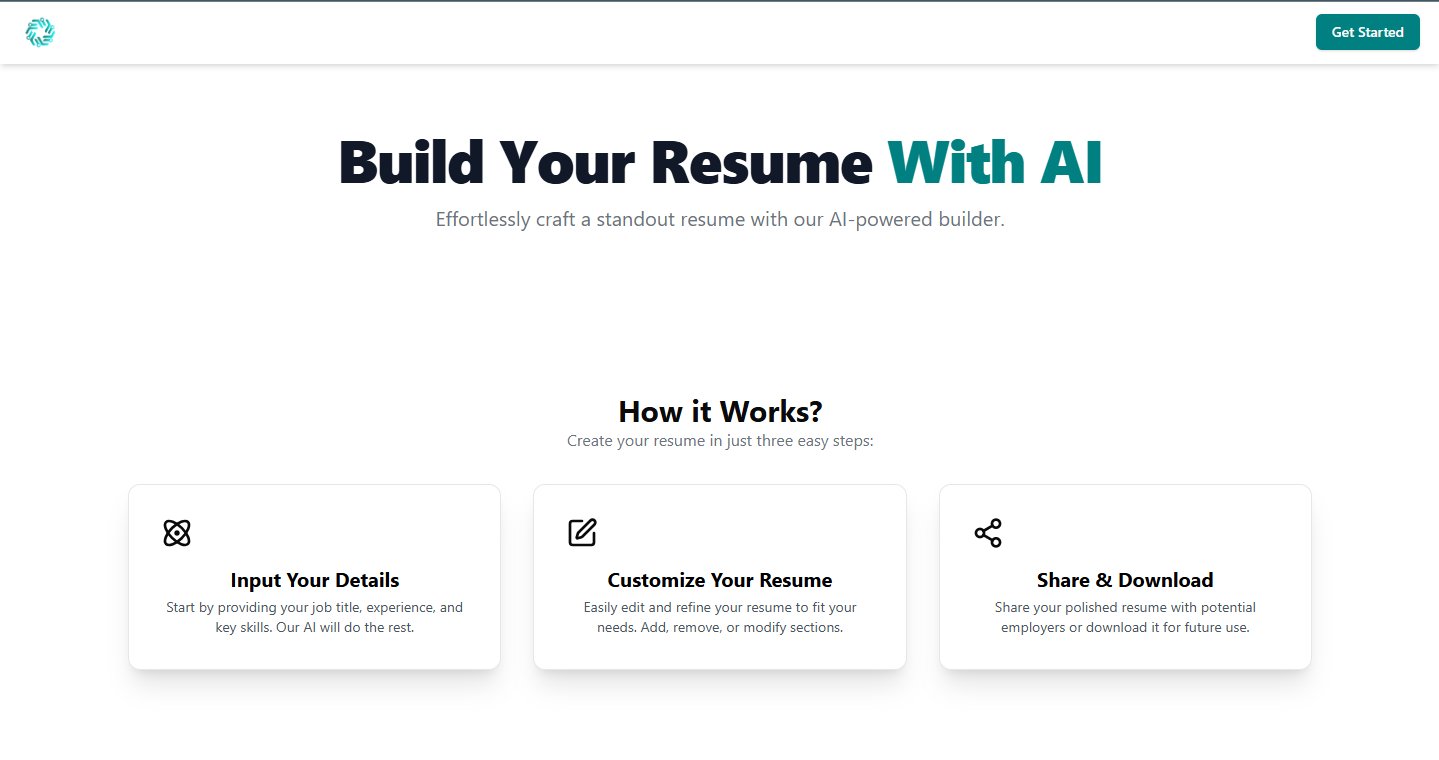 Get Started
Build Your Resume With AI
Effortlessly craft a standout resume with our AI-powered builder.
How it Works?
Create your resume in just three easy steps:
Input Your Details
Start by providing your job title, experience, and
key skills. Our AI will do the rest.
Customize Your Resume
Easily edit and refine your resume to fit your
needs. Add, remove, or modify sections.
Share & Download
Share your polished resume with potential
employers or download it for future use.